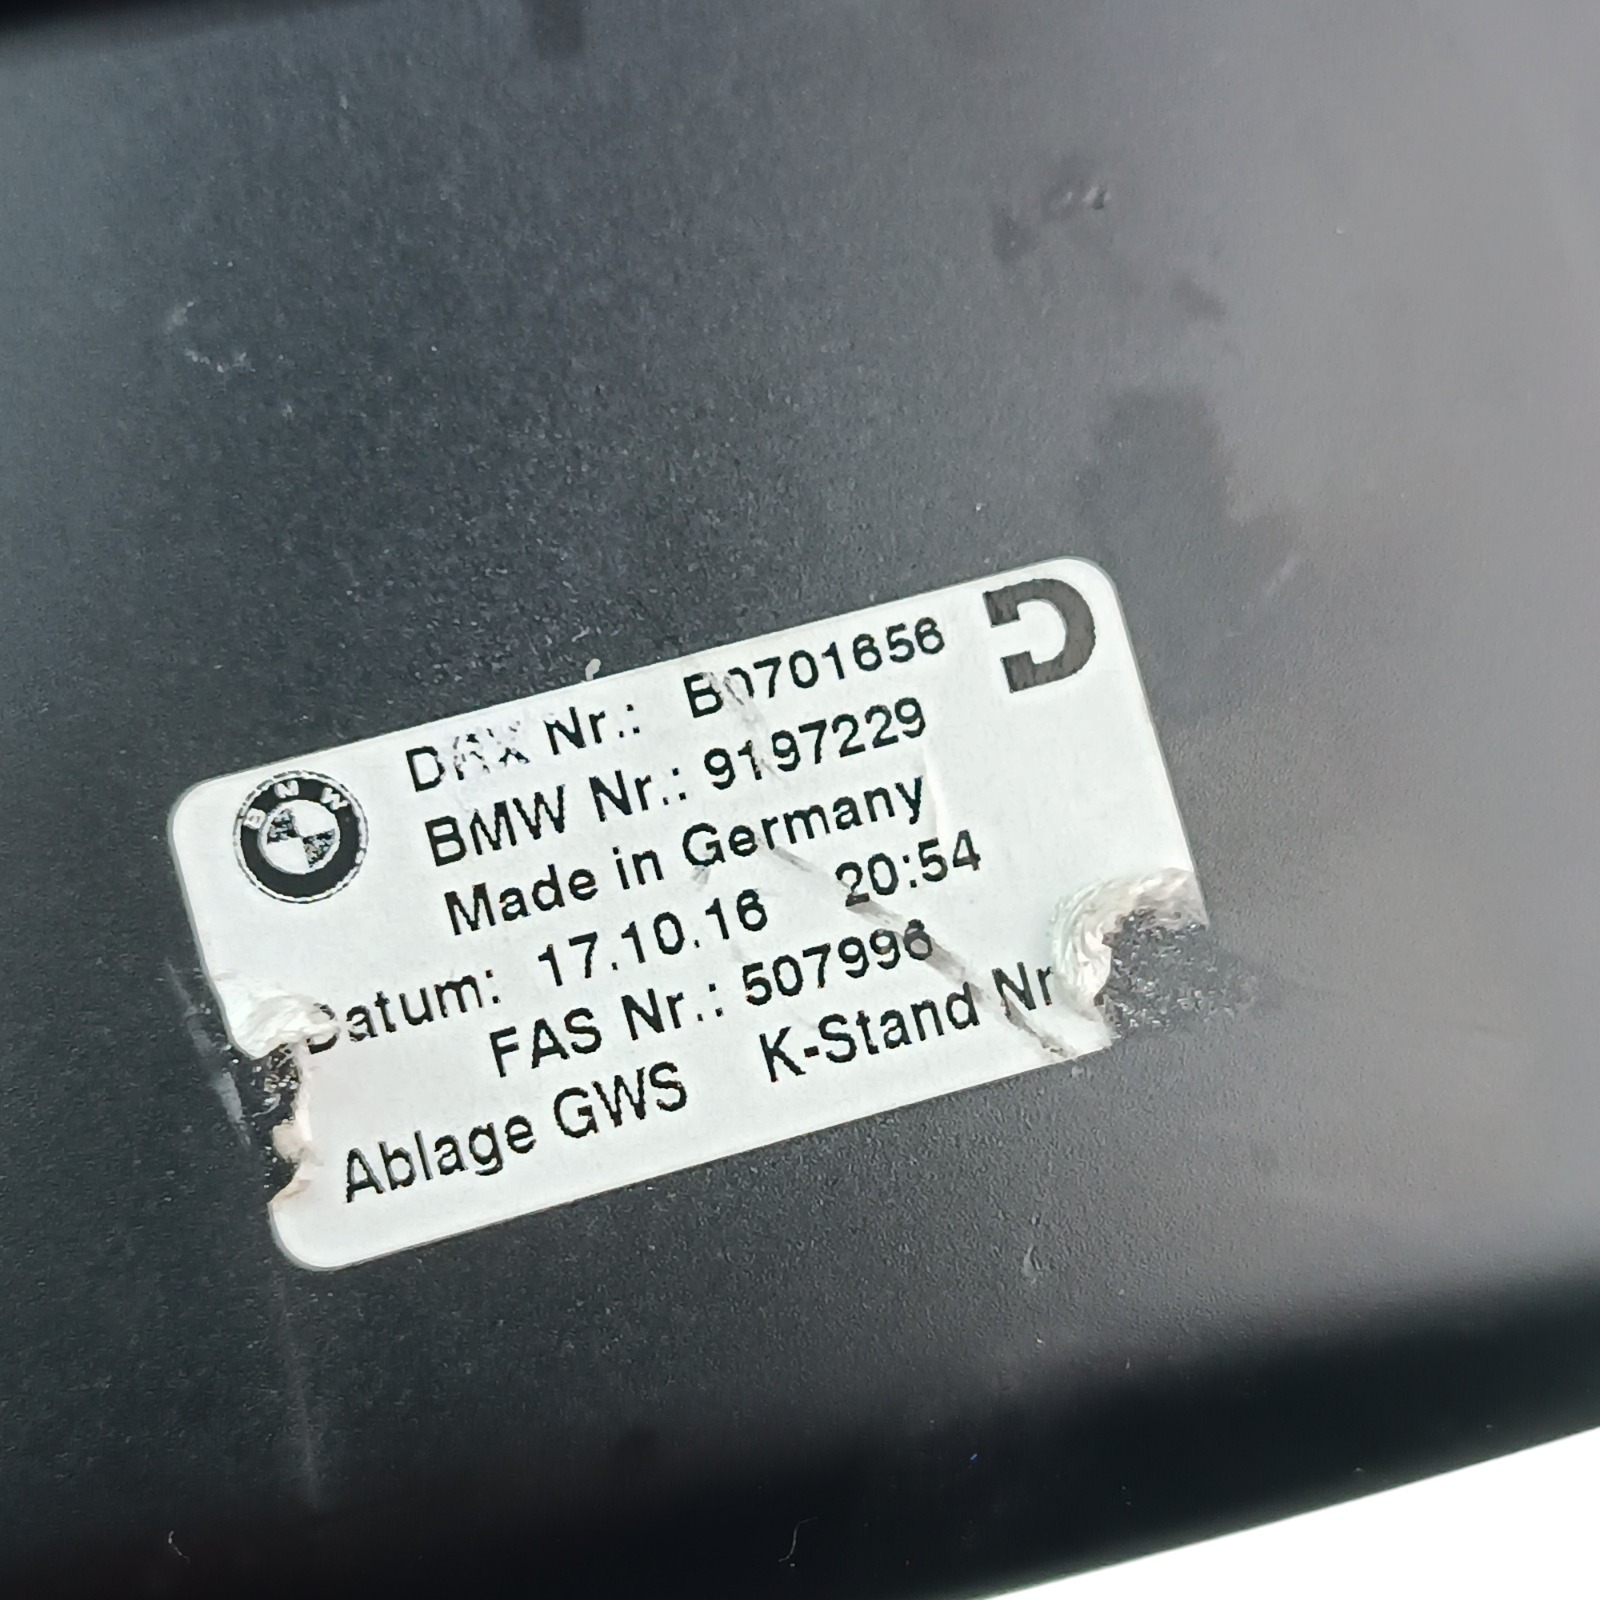 BMW
DRX Nr.: B0701656
BMW Nr.: 9197229
Made in Germany
Datum: 17.10.16 20:54
FAS Nr.: 507996
Ablage GWS K-Stand Nr